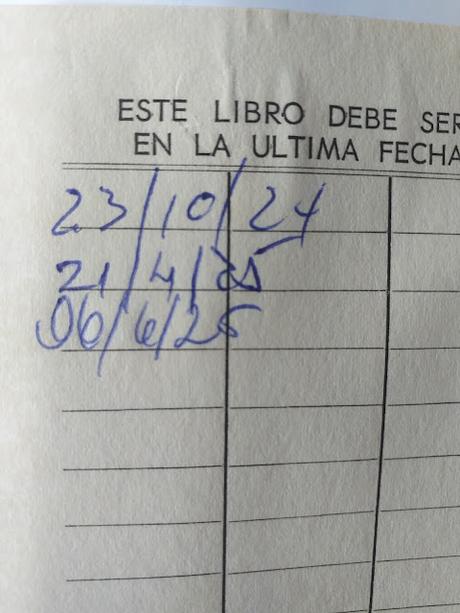 ESTE LIBRO DEBE SER
EN LA ULTIMA FECHA
23/10/24
21/4/25
06/6/25